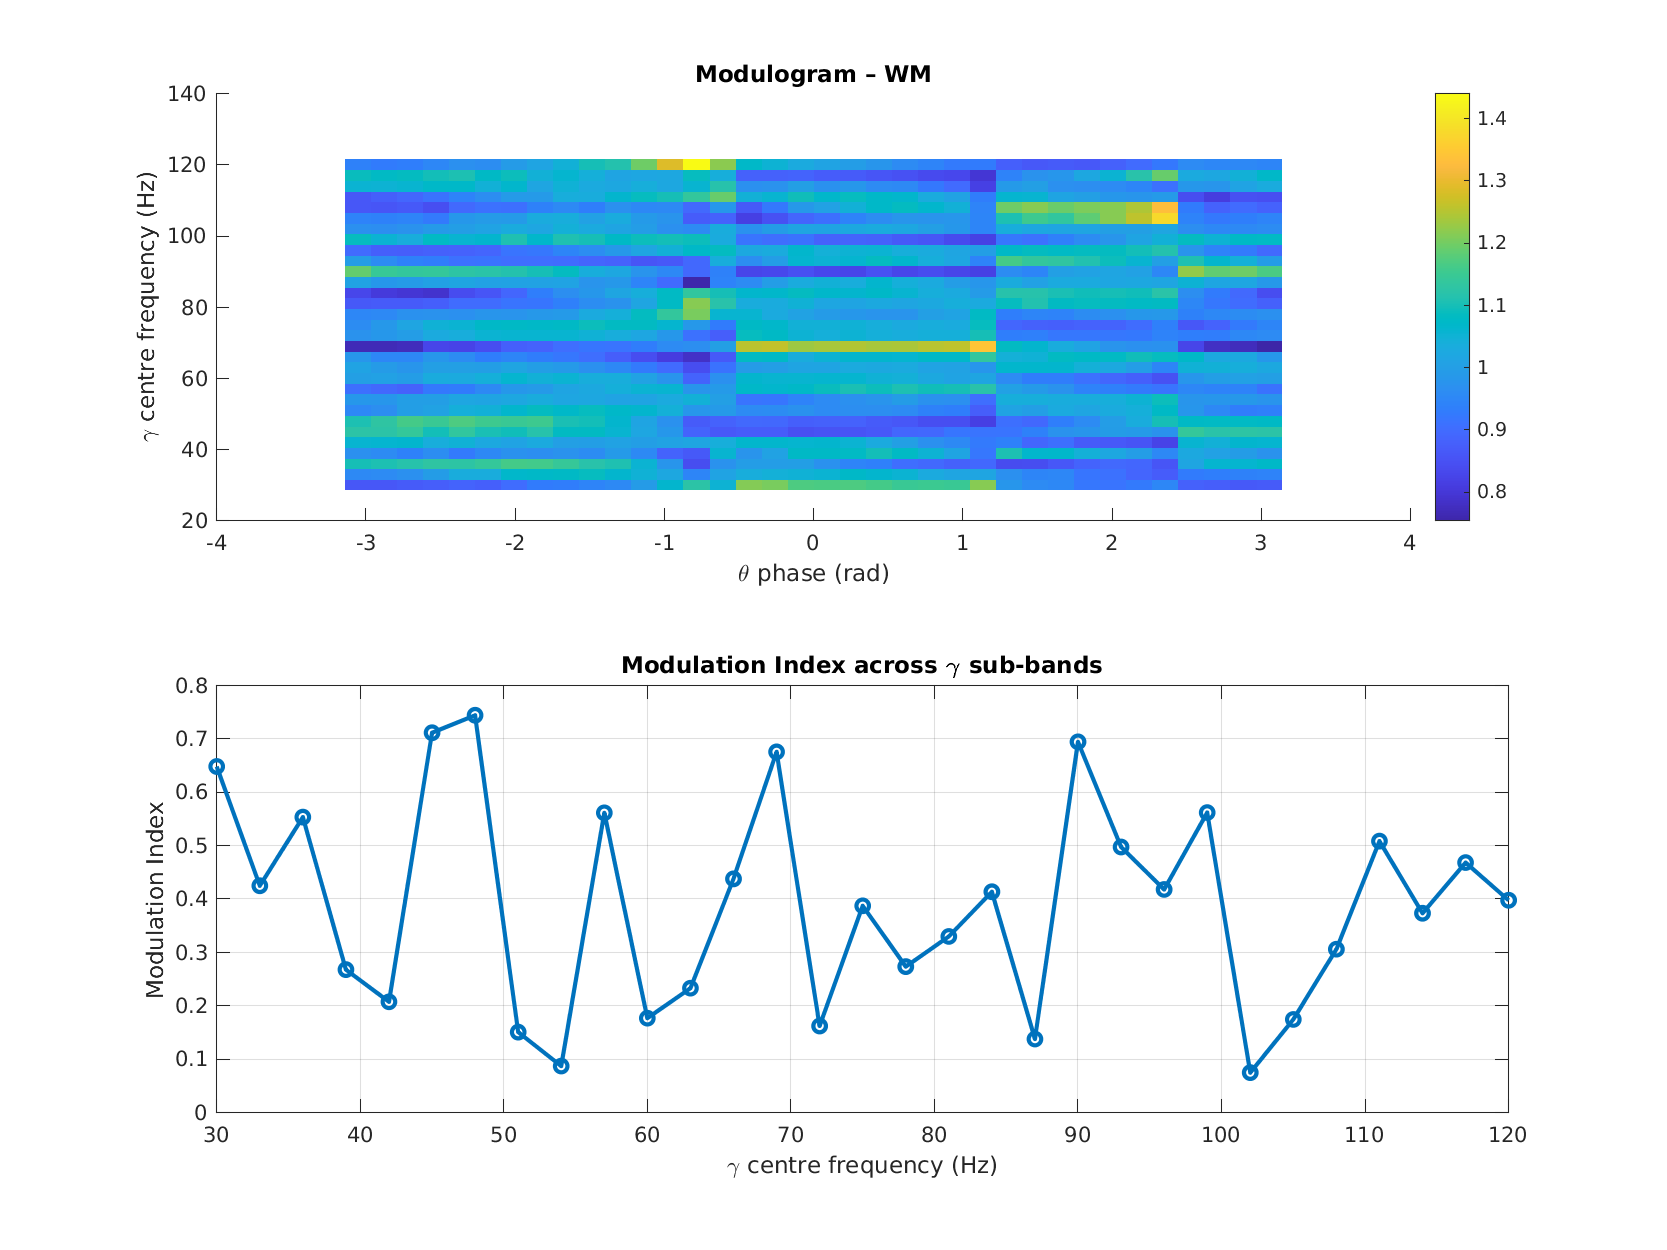 Modulogram – WM
γ centre frequency (Hz)
140
120
100
80
60
40
20
-4 -3 -2 -1 0 1 2 3 4
θ phase (rad)
1.4
1.3
1.2
1.1
1
0.9
0.8
Modulation Index across γ sub-bands
Modulation Index
0.8
0.7
0.6
0.5
0.4
0.3
0.2
0.1
0
30 40 50 60 70 80 90 100 110 120
γ centre frequency (Hz)